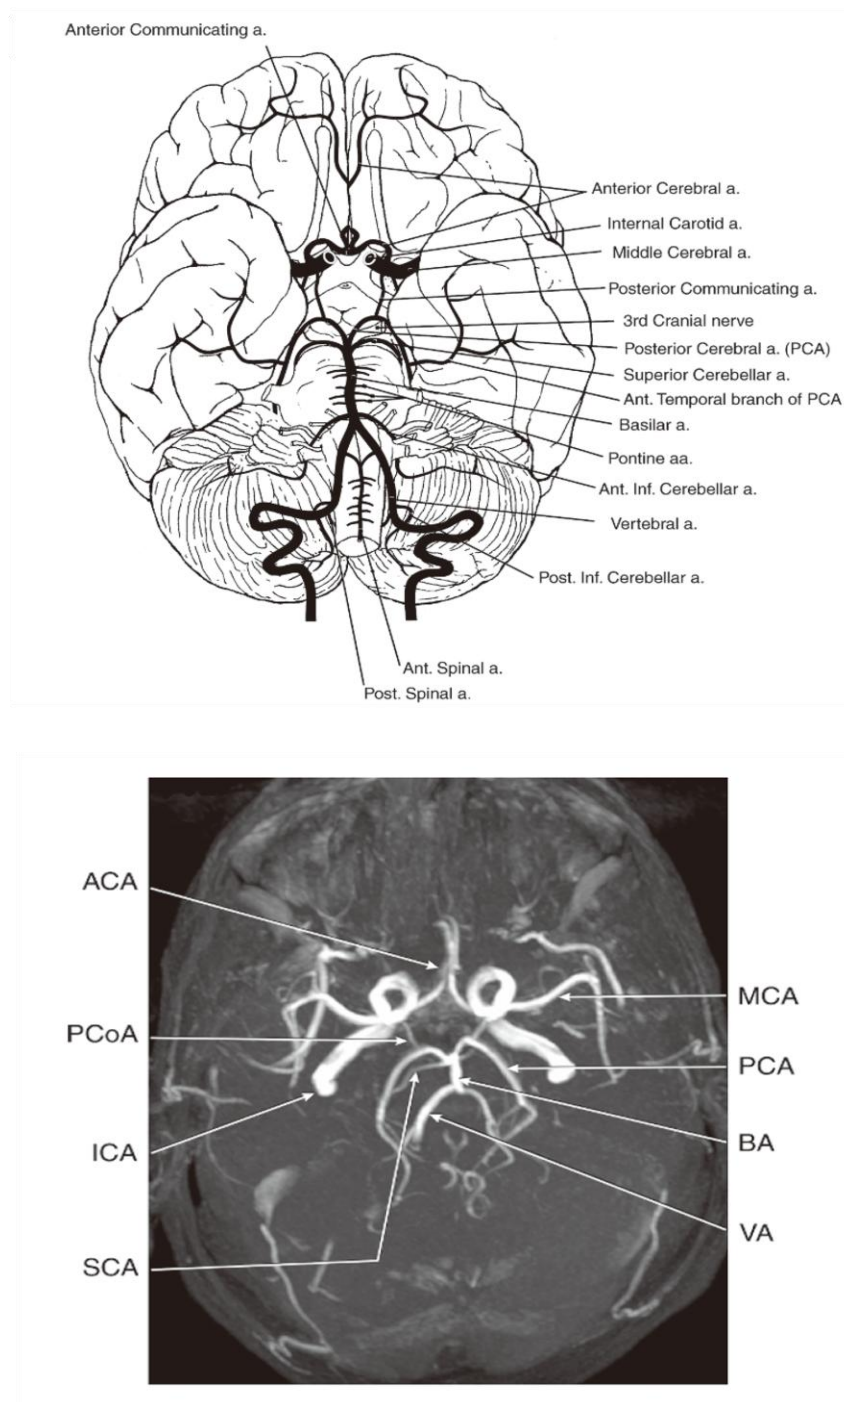 Anterior Communicating a.
Anterior Cerebral a.
Internal Carotid a.
Middle Cerebral a.
Posterior Communicating a.
3rd Cranial nerve
Posterior Cerebral a. (PCA)
Superior Cerebellar a.
Ant. Temporal branch of PCA
Basilar a.
Pontine aa.
Ant. Inf. Cerebellar a.
Vertebral a.
Post. Inf. Cerebellar a.
Ant. Spinal a.
Post. Spinal a.
ACA
MCA
PCoA
PCA
BA
ICA
VA
SCA